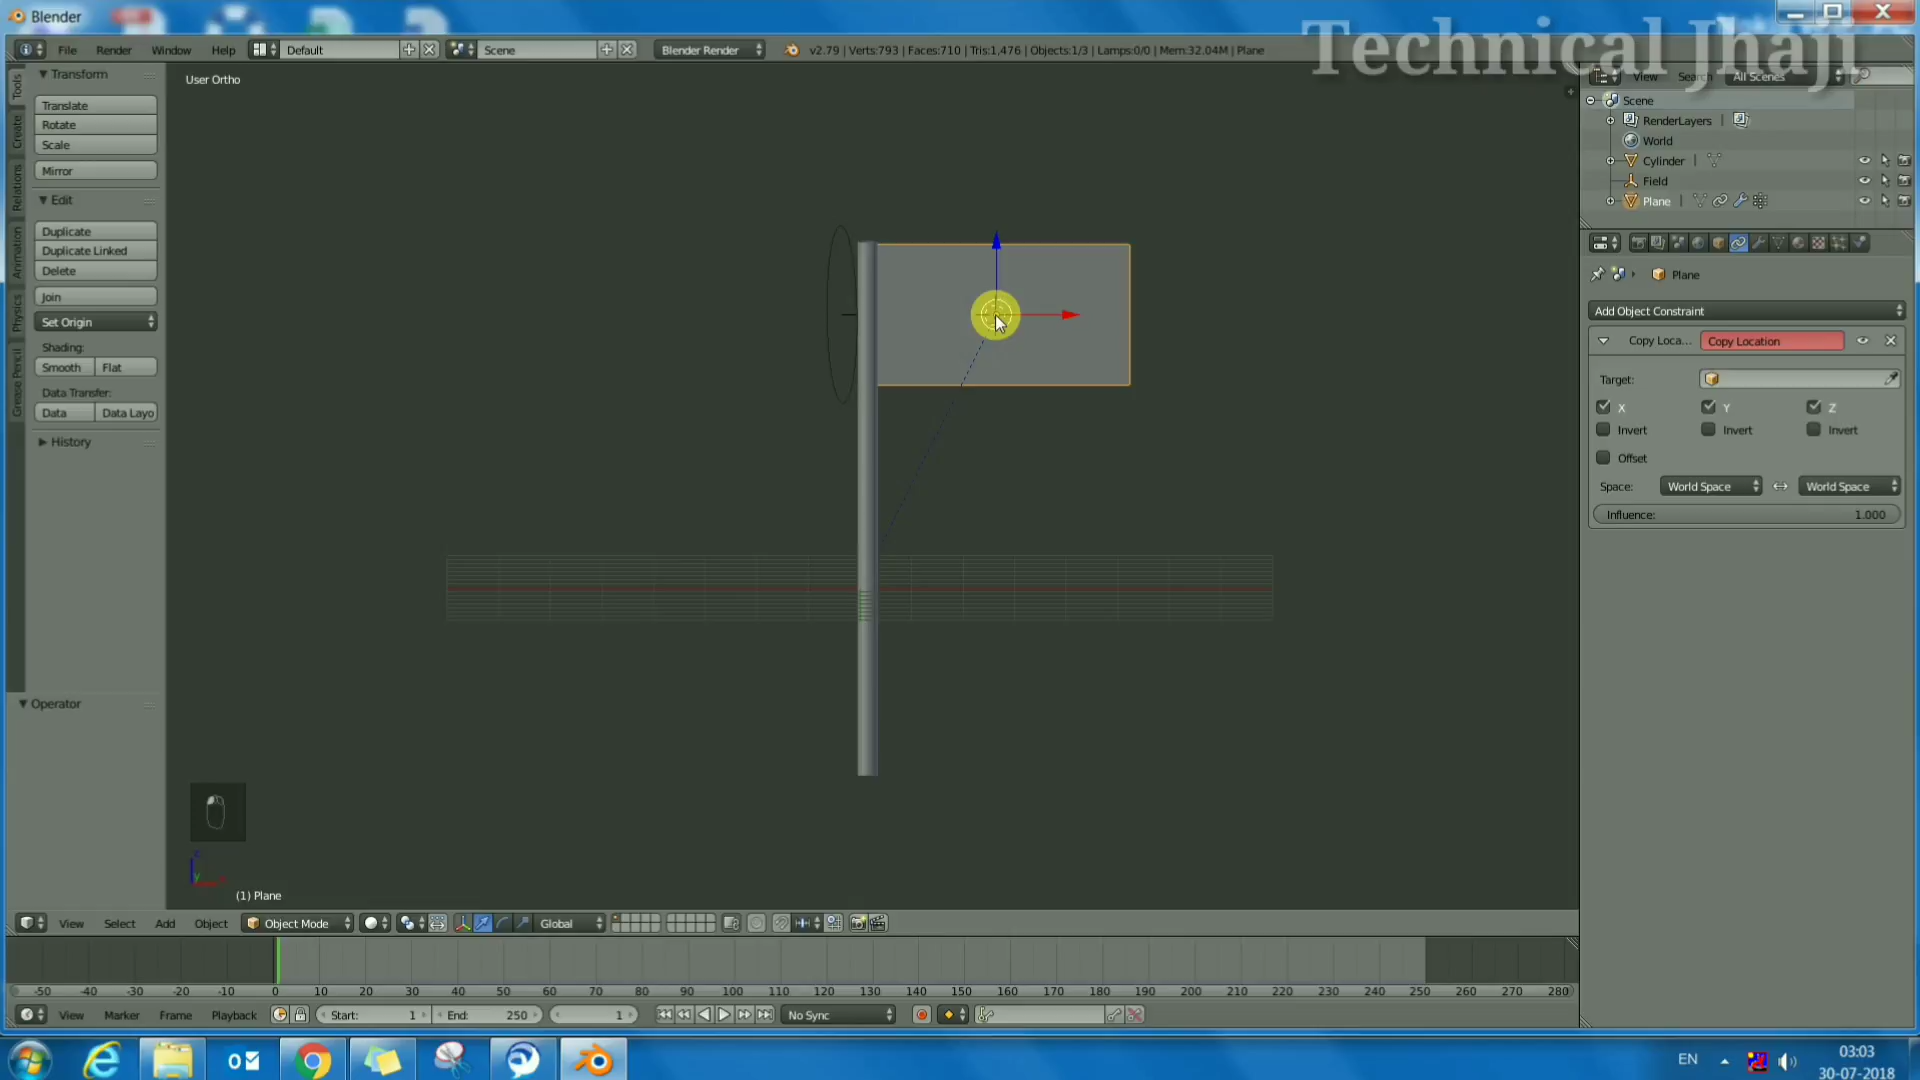 Blender
Technical Jhaji
File Render Window Help Default Scene Blender Render v2.79 | Verts:793 | Faces:710 | Tris:1,476 | Objects:1/3 | Lamps:0/0 | Mem:32.04M | Plane
View Search All Scenes
Tools
Create
Relations
Animation
Physics
Grease Pencil
Transform
Translate
Rotate
Scale
Mirror
Edit
Duplicate
Duplicate Linked
Delete
Join
Set Origin
Shading:
Smooth Flat
Data Transfer:
Data Data Layo
History
Operator
User Ortho
z
y
(1) Plane
Scene
RenderLayers
World
Cylinder
Field
Plane
Plane
Add Object Constraint
Copy Loca... Copy Location
Target:
X Y Z
Invert Invert Invert
Offset
Space: World Space World Space
Influence: 1.000
View Select Add Object Object Mode Global
-50 -40 -30 -20 -10 0 10 20 30 40 50 60 70 80 90 100 110 120 130 140 150 160 170 180 190 200 210 220 230 240 250 260 270 280
View Marker Frame Playback Start: 1 End: 250 1 No Sync
EN
03:03
30-07-2018